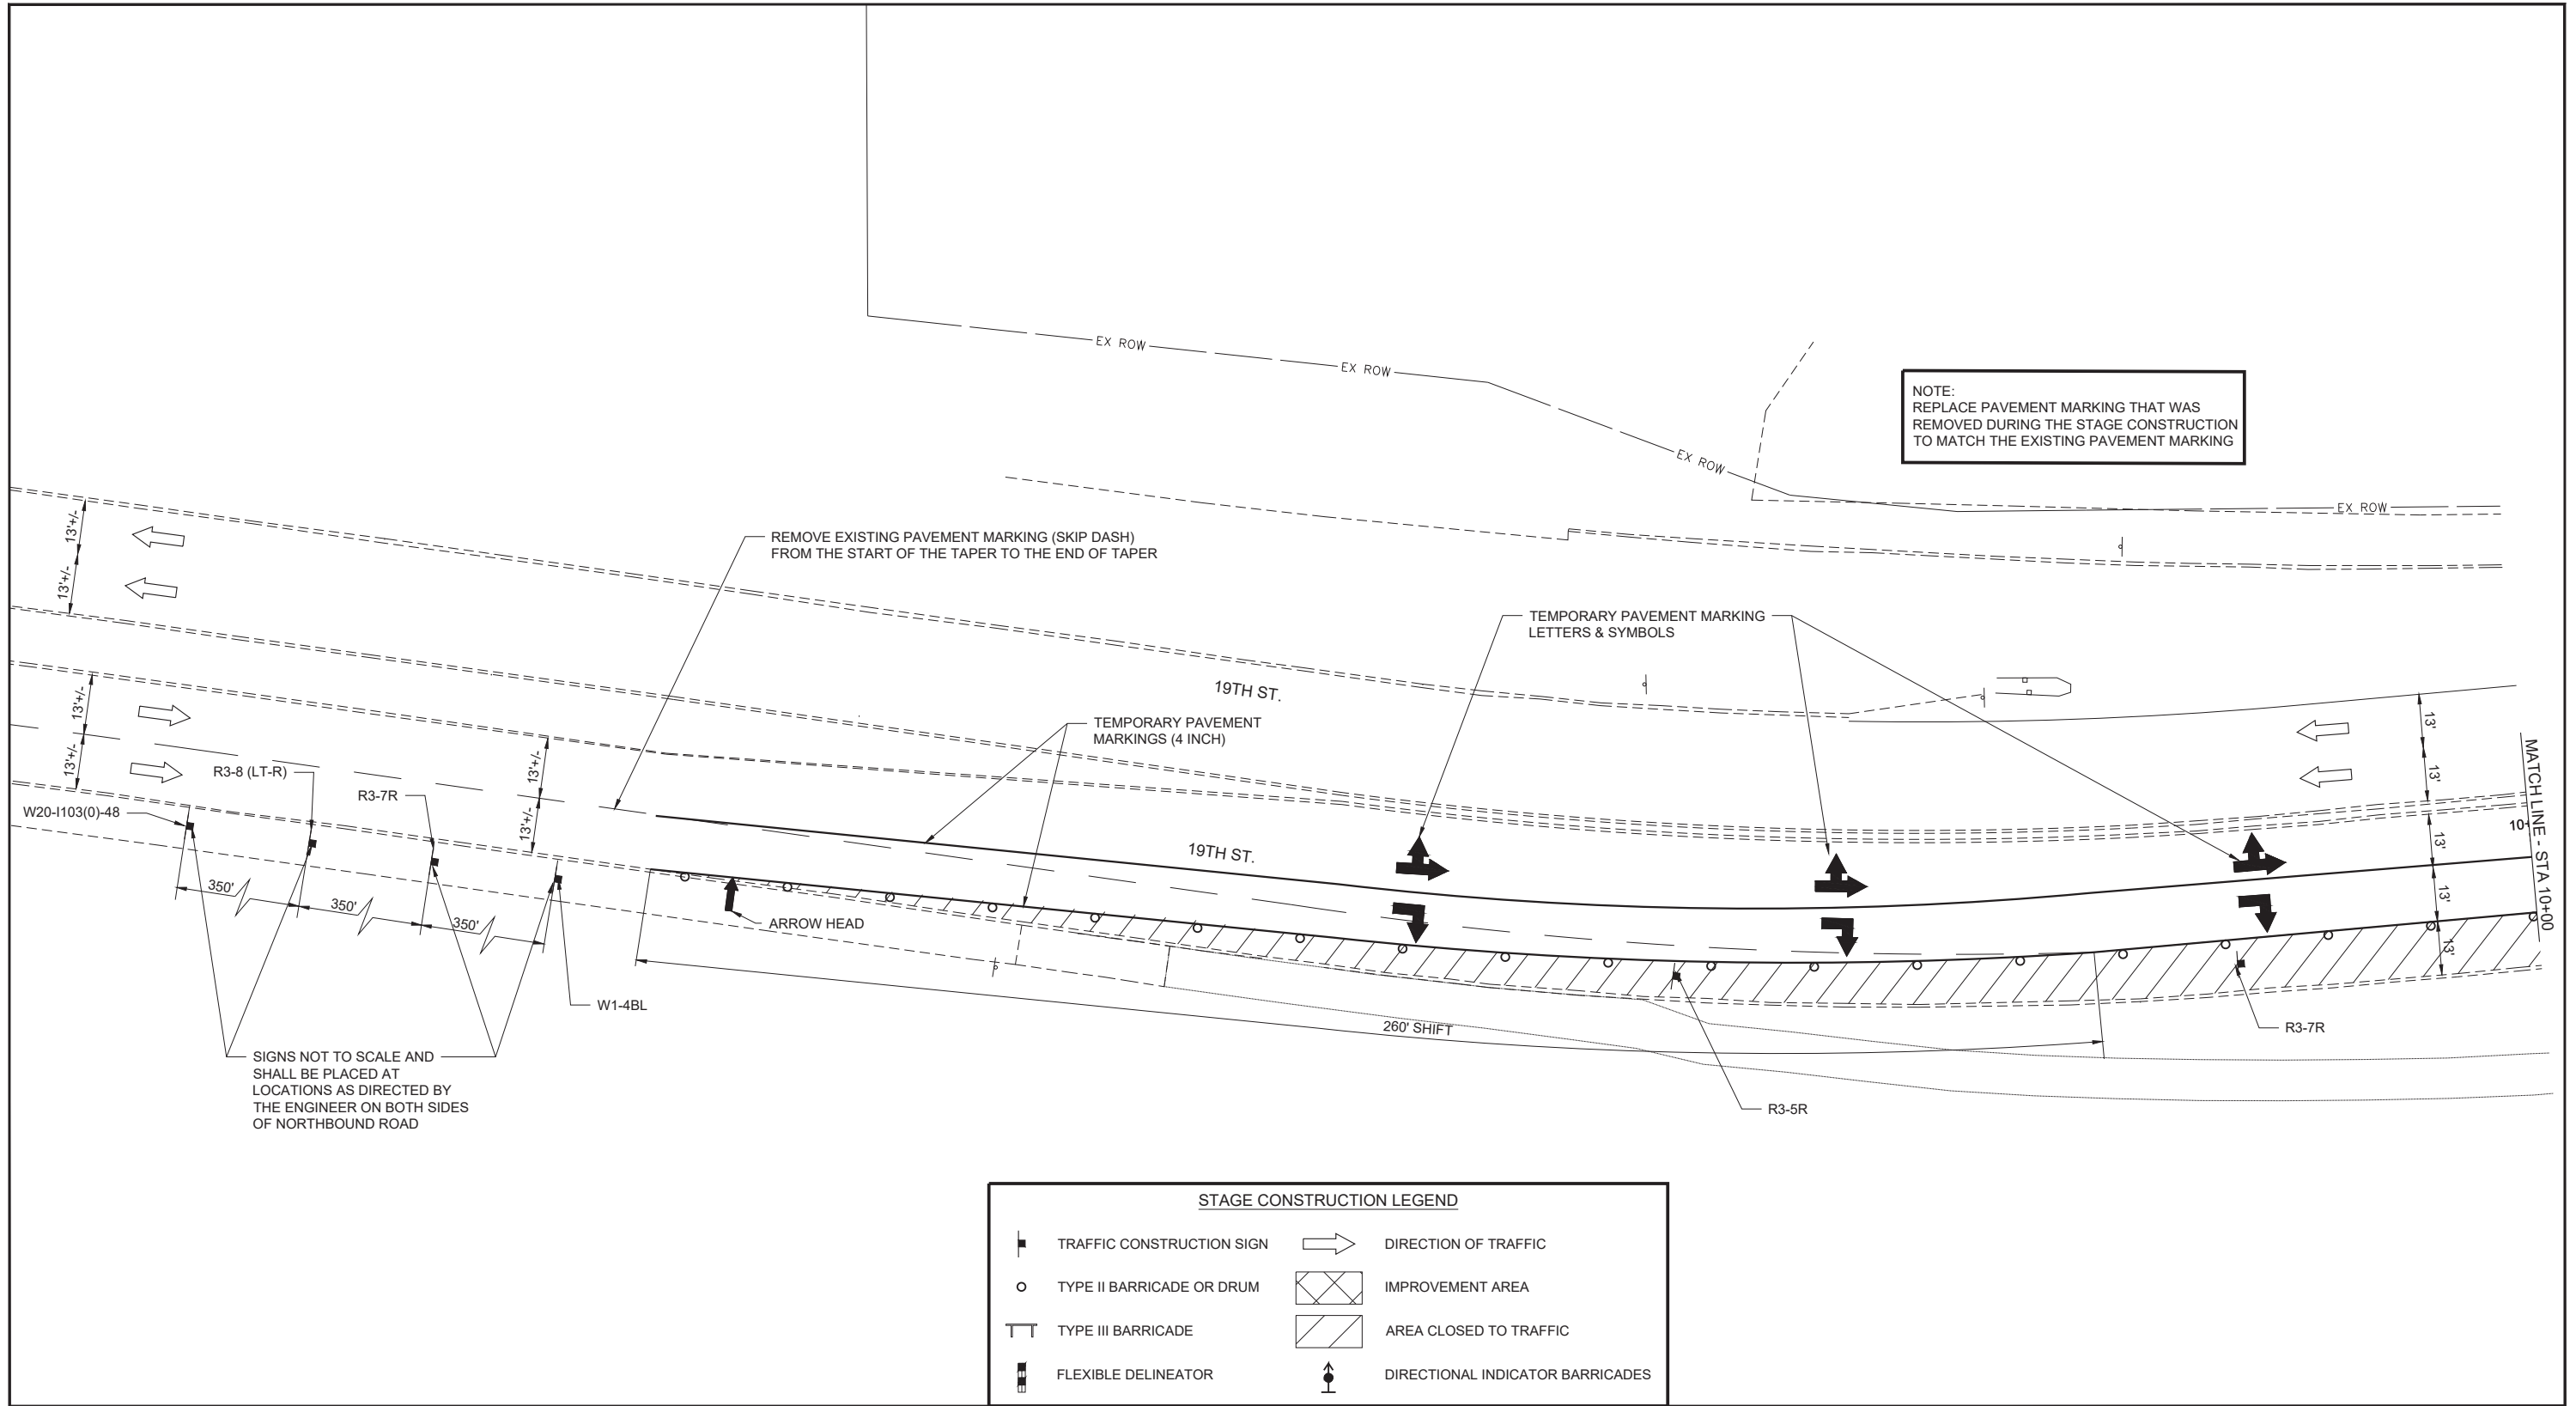 EX ROW
EX ROW
EX ROW
EX ROW
NOTE:
REPLACE PAVEMENT MARKING THAT WAS
REMOVED DURING THE STAGE CONSTRUCTION
TO MATCH THE EXISTING PAVEMENT MARKING
13'+/-
13'+/-
REMOVE EXISTING PAVEMENT MARKING (SKIP DASH)
FROM THE START OF THE TAPER TO THE END OF TAPER
TEMPORARY PAVEMENT MARKING
LETTERS & SYMBOLS
19TH ST.
TEMPORARY PAVEMENT
MARKINGS (4 INCH)
13'+/-
13'+/-
13'+/-
13'+/-
R3-8 (LT-R)
R3-7R
W20-I103(0)-48
19TH ST.
13'
13'
13'
13'
13'
MATCH LINE - STA 10+00
10+
350'
350'
350'
ARROW HEAD
W1-4BL
260' SHIFT
R3-7R
R3-5R
SIGNS NOT TO SCALE AND
SHALL BE PLACED AT
LOCATIONS AS DIRECTED BY
THE ENGINEER ON BOTH SIDES
OF NORTHBOUND ROAD
STAGE CONSTRUCTION LEGEND
TRAFFIC CONSTRUCTION SIGN
DIRECTION OF TRAFFIC
TYPE II BARRICADE OR DRUM
IMPROVEMENT AREA
TYPE III BARRICADE
AREA CLOSED TO TRAFFIC
FLEXIBLE DELINEATOR
DIRECTIONAL INDICATOR BARRICADES